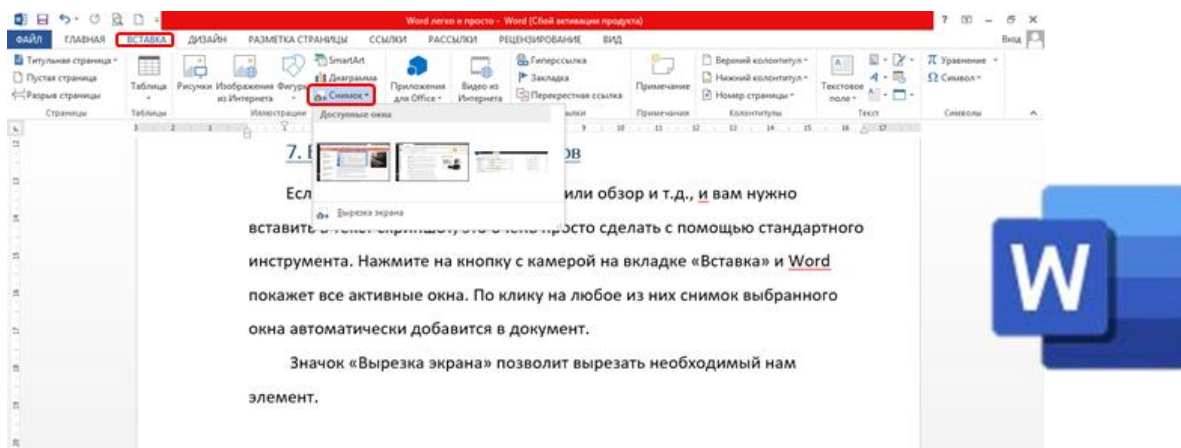 Word легко и просто - Word (Сбой активации продукта)
ФАЙЛ ГЛАВНАЯ ВСТАВКА ДИЗАЙН РАЗМЕТКА СТРАНИЦЫ ССЫЛКИ РАССЫЛКИ РЕЦЕНЗИРОВАНИЕ ВИД Вход
Титульная страница
Пустая страница
Разрыв страницы
Страницы
Таблица
Таблицы
Рисунки
Изображения из Интернета
Фигуры
SmartArt
Диаграмма
Снимок
Иллюстрации
Приложения для Office
Видео из Интернета
Гиперссылка
Закладка
Перекрестная ссылка
Примечание
Примечания
Верхний колонтитул
Нижний колонтитул
Номер страницы
Колонтитулы
Текстовое поле
Текст
Уравнение
Символ
Символы
Доступные окна
Вырезка экрана
7.
или обзор и т.д., и вам нужно
вставить в текст скриншот, это очень просто сделать с помощью стандартного
инструмента. Нажмите на кнопку с камерой на вкладке «Вставка» и Word
покажет все активные окна. По клику на любое из них снимок выбранного
окна автоматически добавится в документ.
Значок «Вырезка экрана» позволит вырезать необходимый нам
элемент.
W